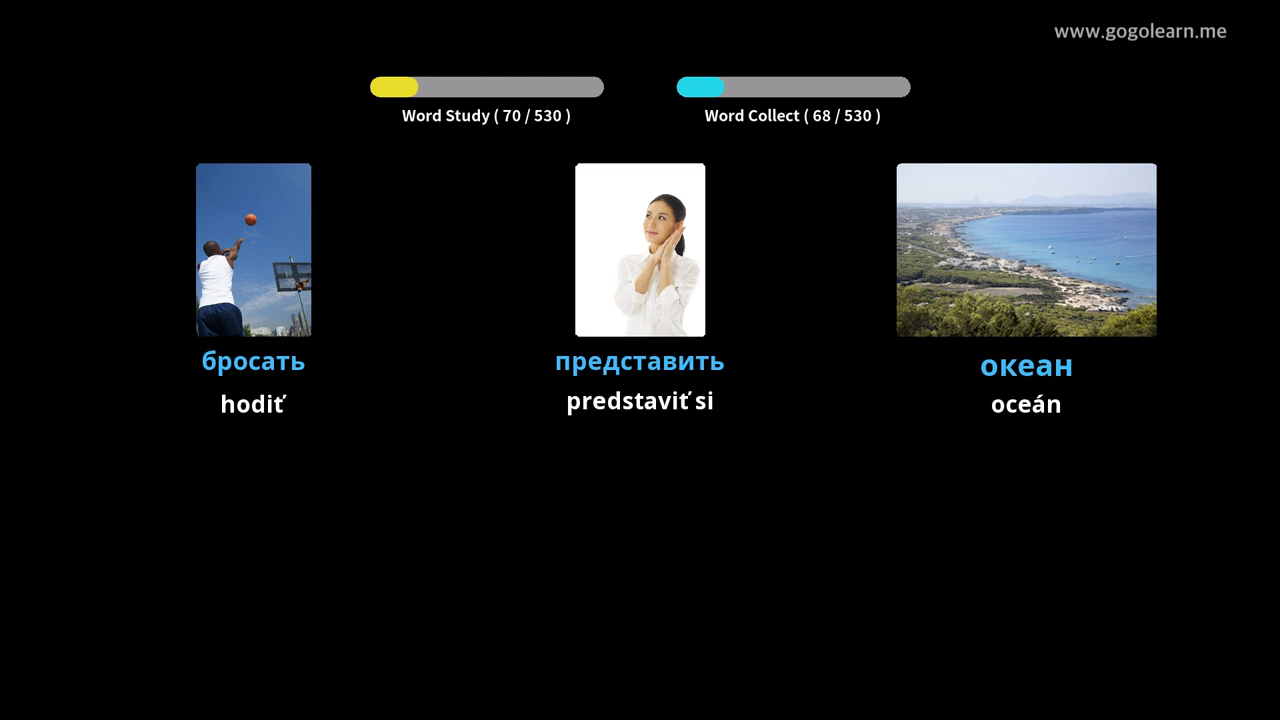 www.gogolearn.me
Word Study ( 70 / 530 )
Word Collect ( 68 / 530 )
бросать
hodiť
представить
predstaviť si
океан
oceán